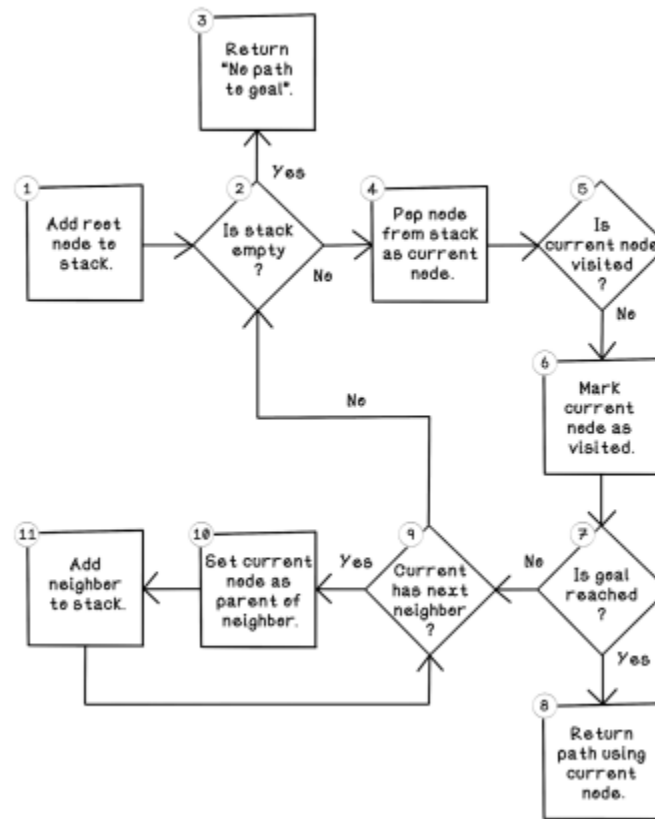 3
Return
"No path
to goal".
Yes
1
Add root
node to
stack.
2
Is stack
empty
?
No
4
Pop node
from stack
as current
node.
5
Is
current node
visited
?
No
6
Mark
current
node as
visited.
No
11
Add
neighbor
to stack.
10
Set current
node as
parent of
neighbor.
Yes
9
Current
has next
neighbor
?
No
7
Is goal
reached
?
Yes
8
Return
path using
current
node.